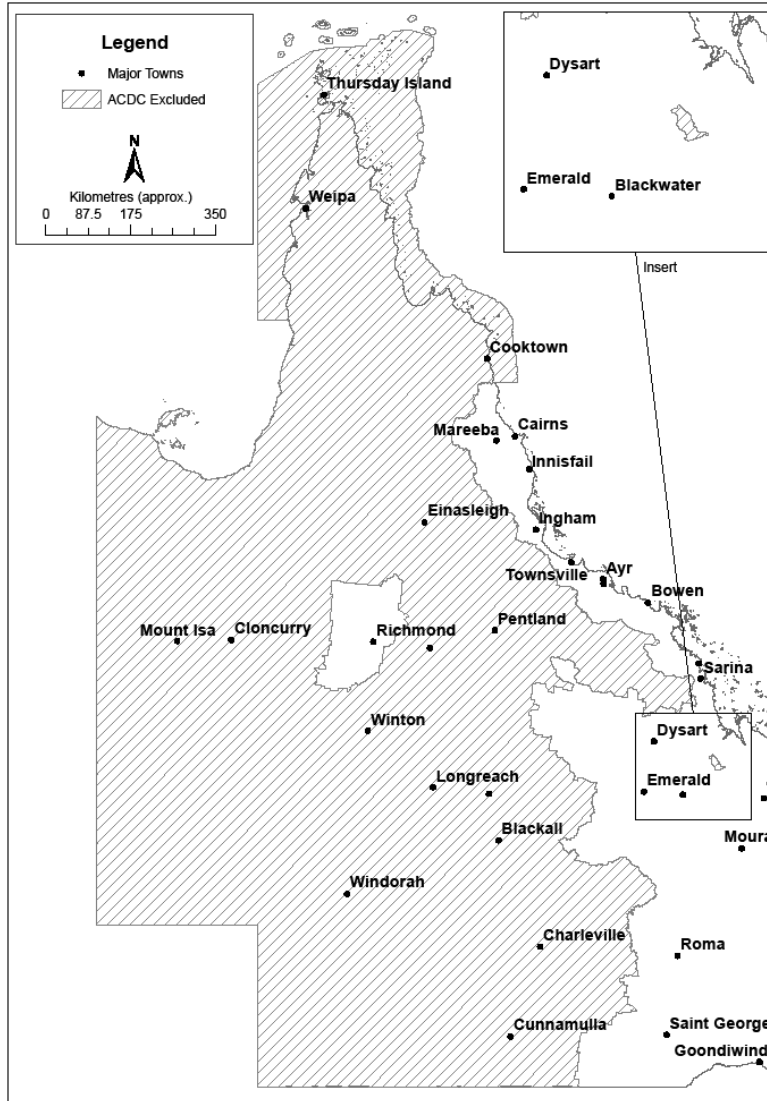 Legend
Major Towns
ACDC Excluded
N
Kilometres (approx.)
0 87.5 175 350
Thursday Island
Weipa
Dysart
Emerald
Blackwater
Insert
Cooktown
Mareeba
Cairns
Innisfail
Einasleigh
Ingham
Townsville
Ayr
Bowen
Mount Isa
Cloncurry
Richmond
Pentland
Sarina
Winton
Dysart
Longreach
Emerald
Blackall
Moura
Windorah
Charleville
Roma
Cunnamulla
Saint George
Goondiwind